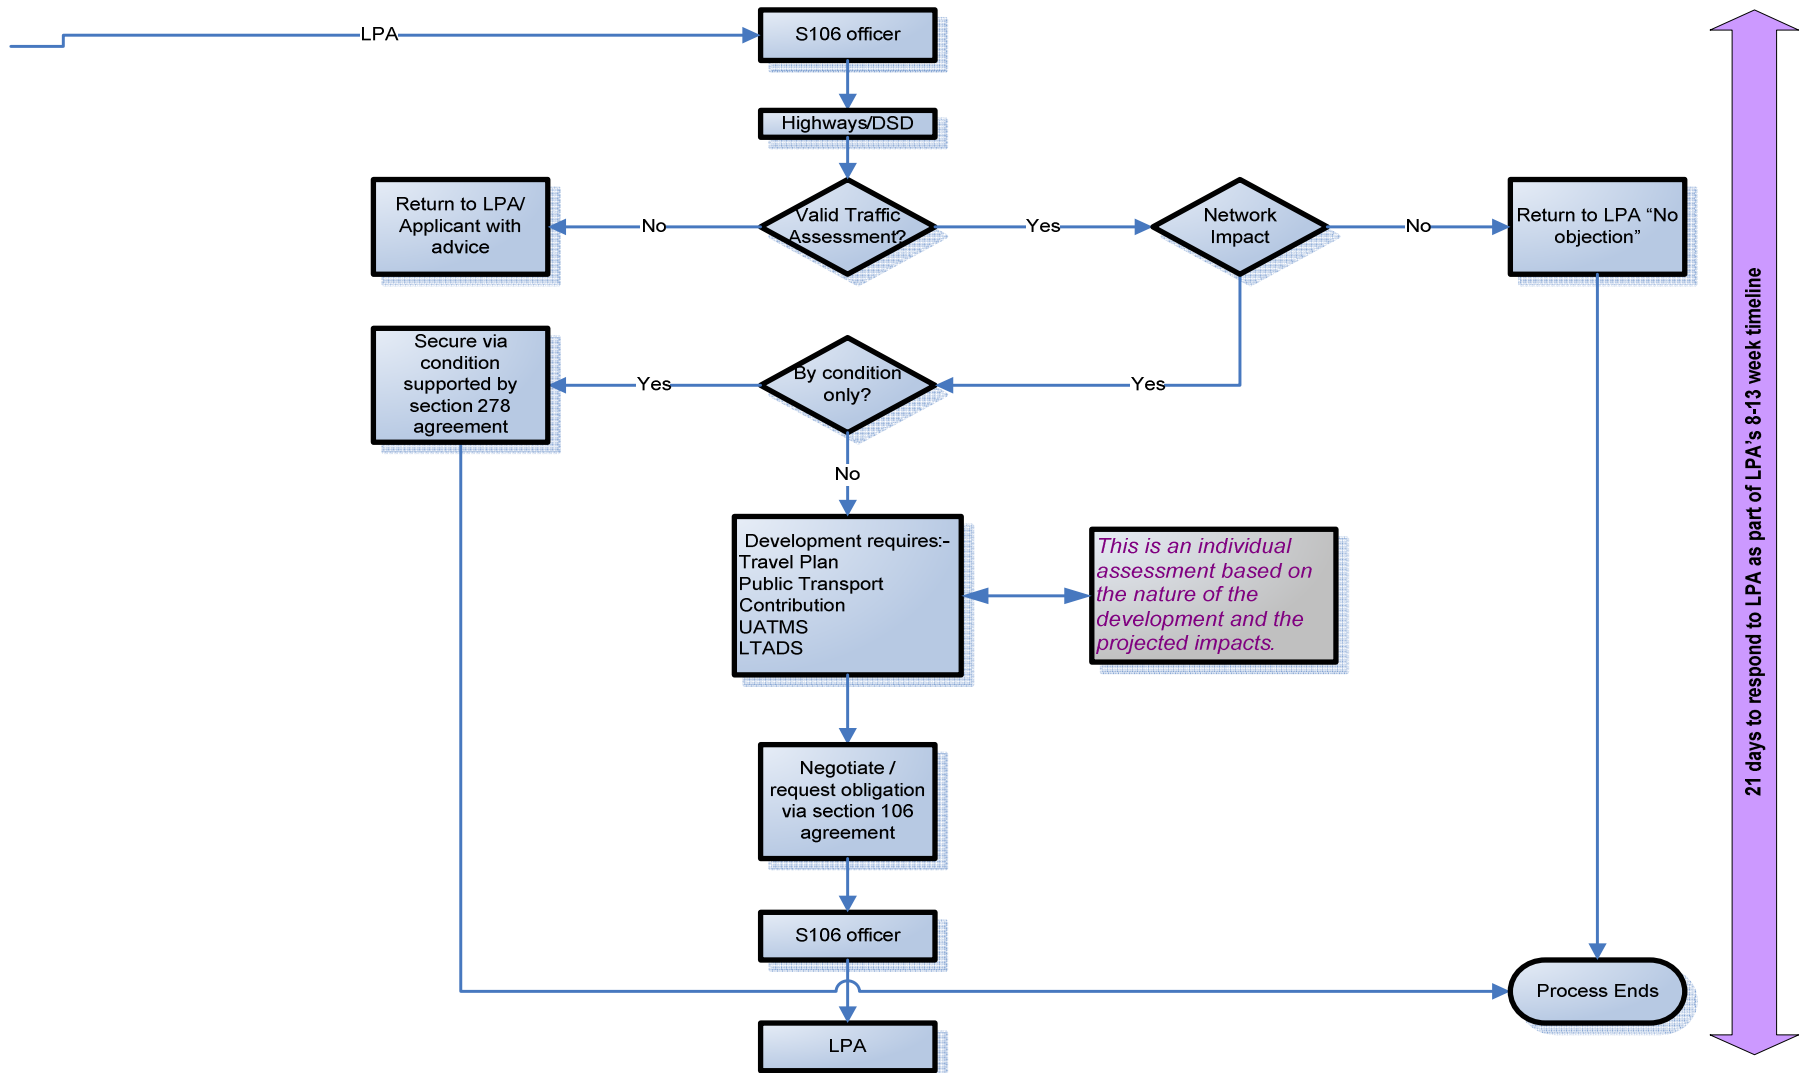 LPA
S106 officer
Highways/DSD
Return to LPA/
Applicant with
advice
No
Valid Traffic
Assessment?
Yes
Network
Impact
No
Return to LPA “No
objection”
Secure via
condition
supported by
section 278
agreement
Yes
By condition
only?
Yes
No
Development requires:-
Travel Plan
Public Transport
Contribution
UATMS
LTADS
This is an individual
assessment based on
the nature of the
development and the
projected impacts.
Negotiate /
request obligation
via section 106
agreement
S106 officer
Process Ends
LPA
21 days to respond to LPA as part of LPA’s 8-13 week timeline